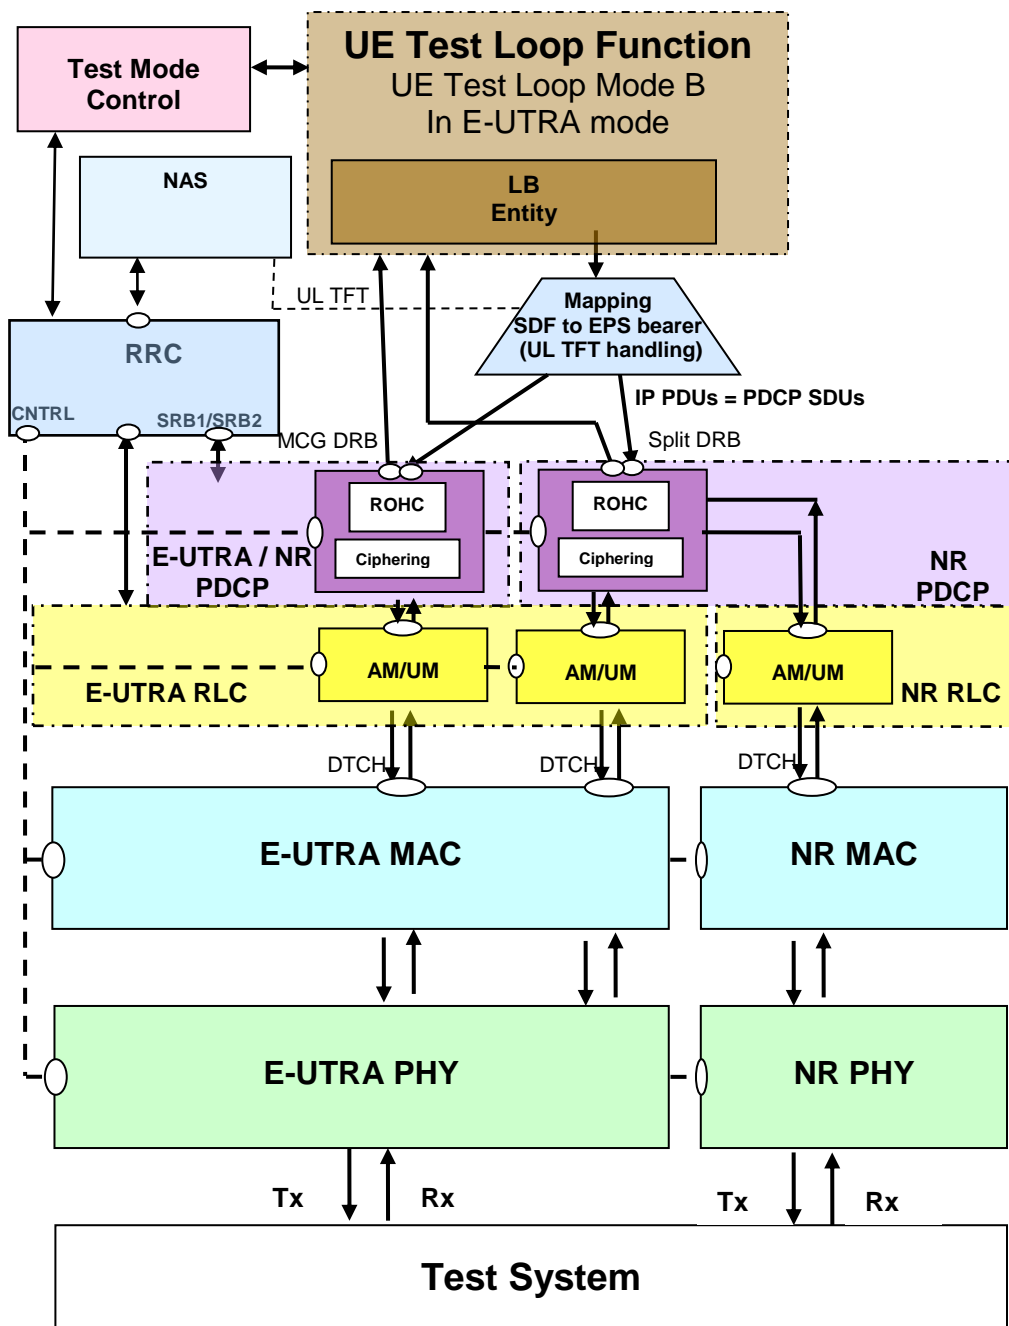 UE Test Loop Function
UE Test Loop Mode B
In E-UTRA mode
Test Mode
Control
LB
Entity
NAS
UL TFT
Mapping
SDF to EPS bearer
(UL TFT handling)
RRC
CNTRL
SRB1/SRB2
IP PDUs = PDCP SDUs
MCG DRB
Split DRB
ROHC
Ciphering
ROHC
Ciphering
E-UTRA / NR
PDCP
NR
PDCP
AM/UM
AM/UM
AM/UM
E-UTRA RLC
NR RLC
DTCH
DTCH
DTCH
E-UTRA MAC
NR MAC
E-UTRA PHY
NR PHY
Tx
Rx
Tx
Rx
Test System